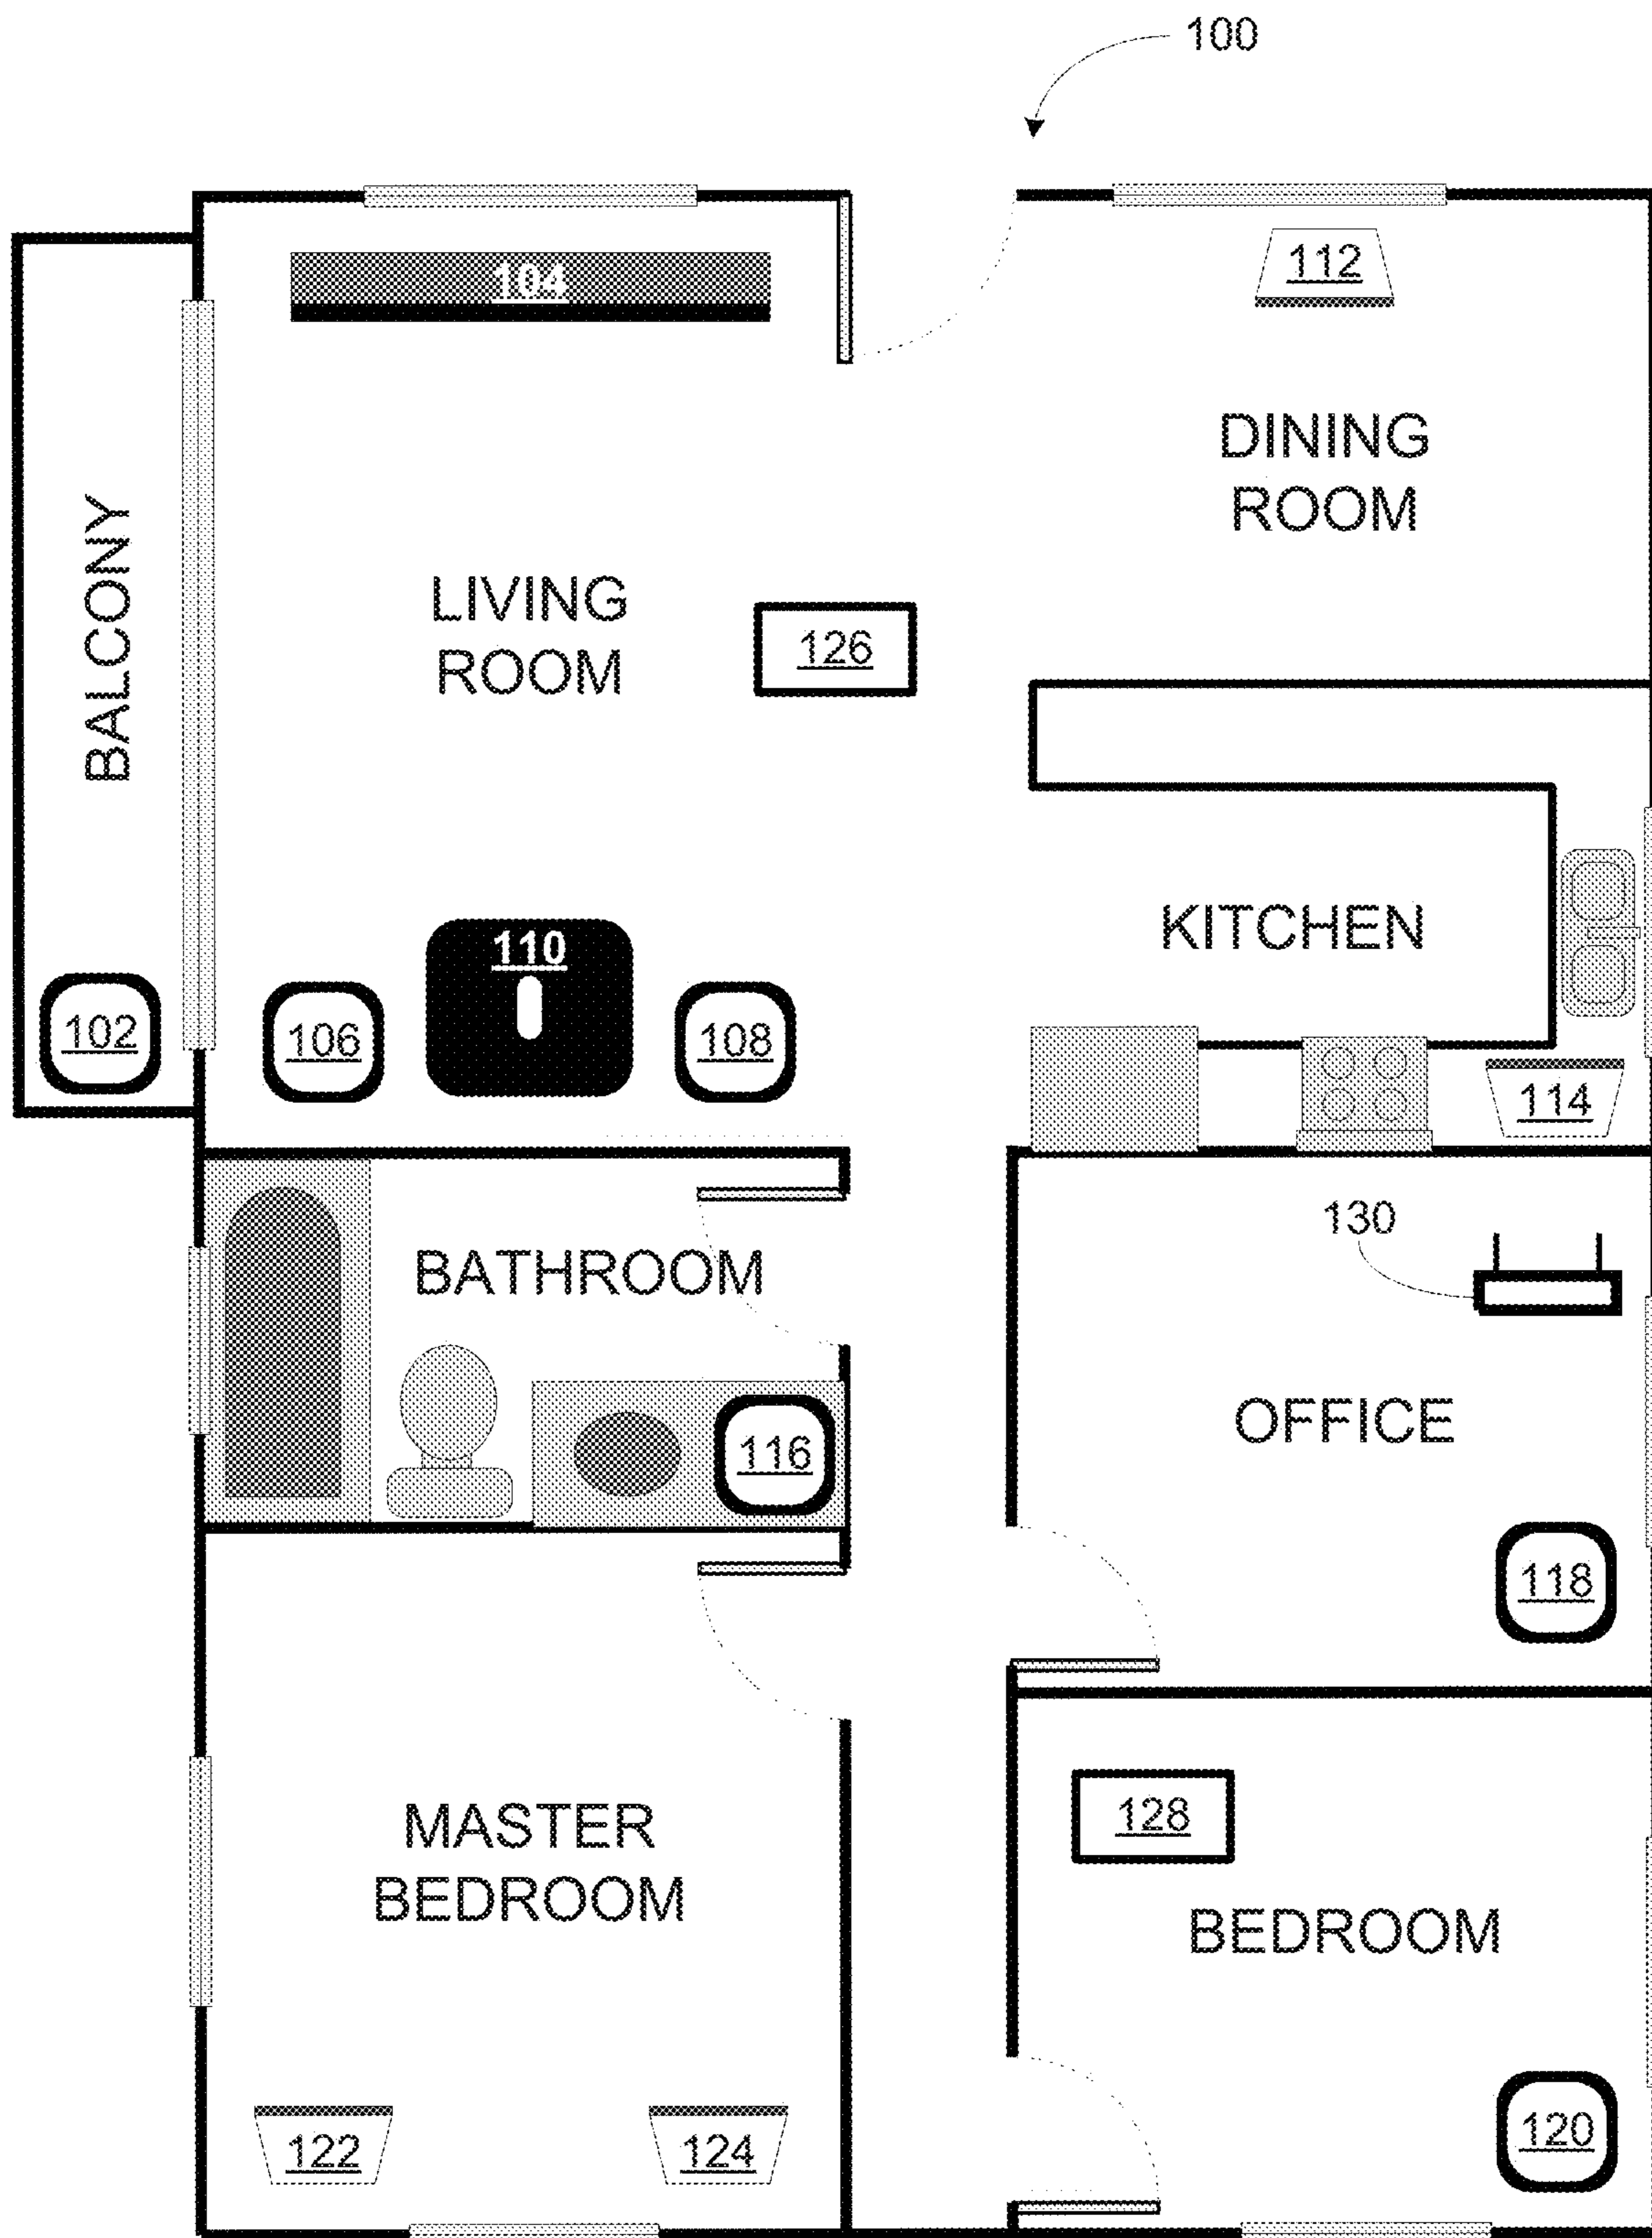 100
104
112
DINING
ROOM
BALCONY
LIVING
ROOM
126
KITCHEN
110
102
106
108
114
130
BATHROOM
OFFICE
116
118
128
MASTER
BEDROOM
BEDROOM
122
124
120